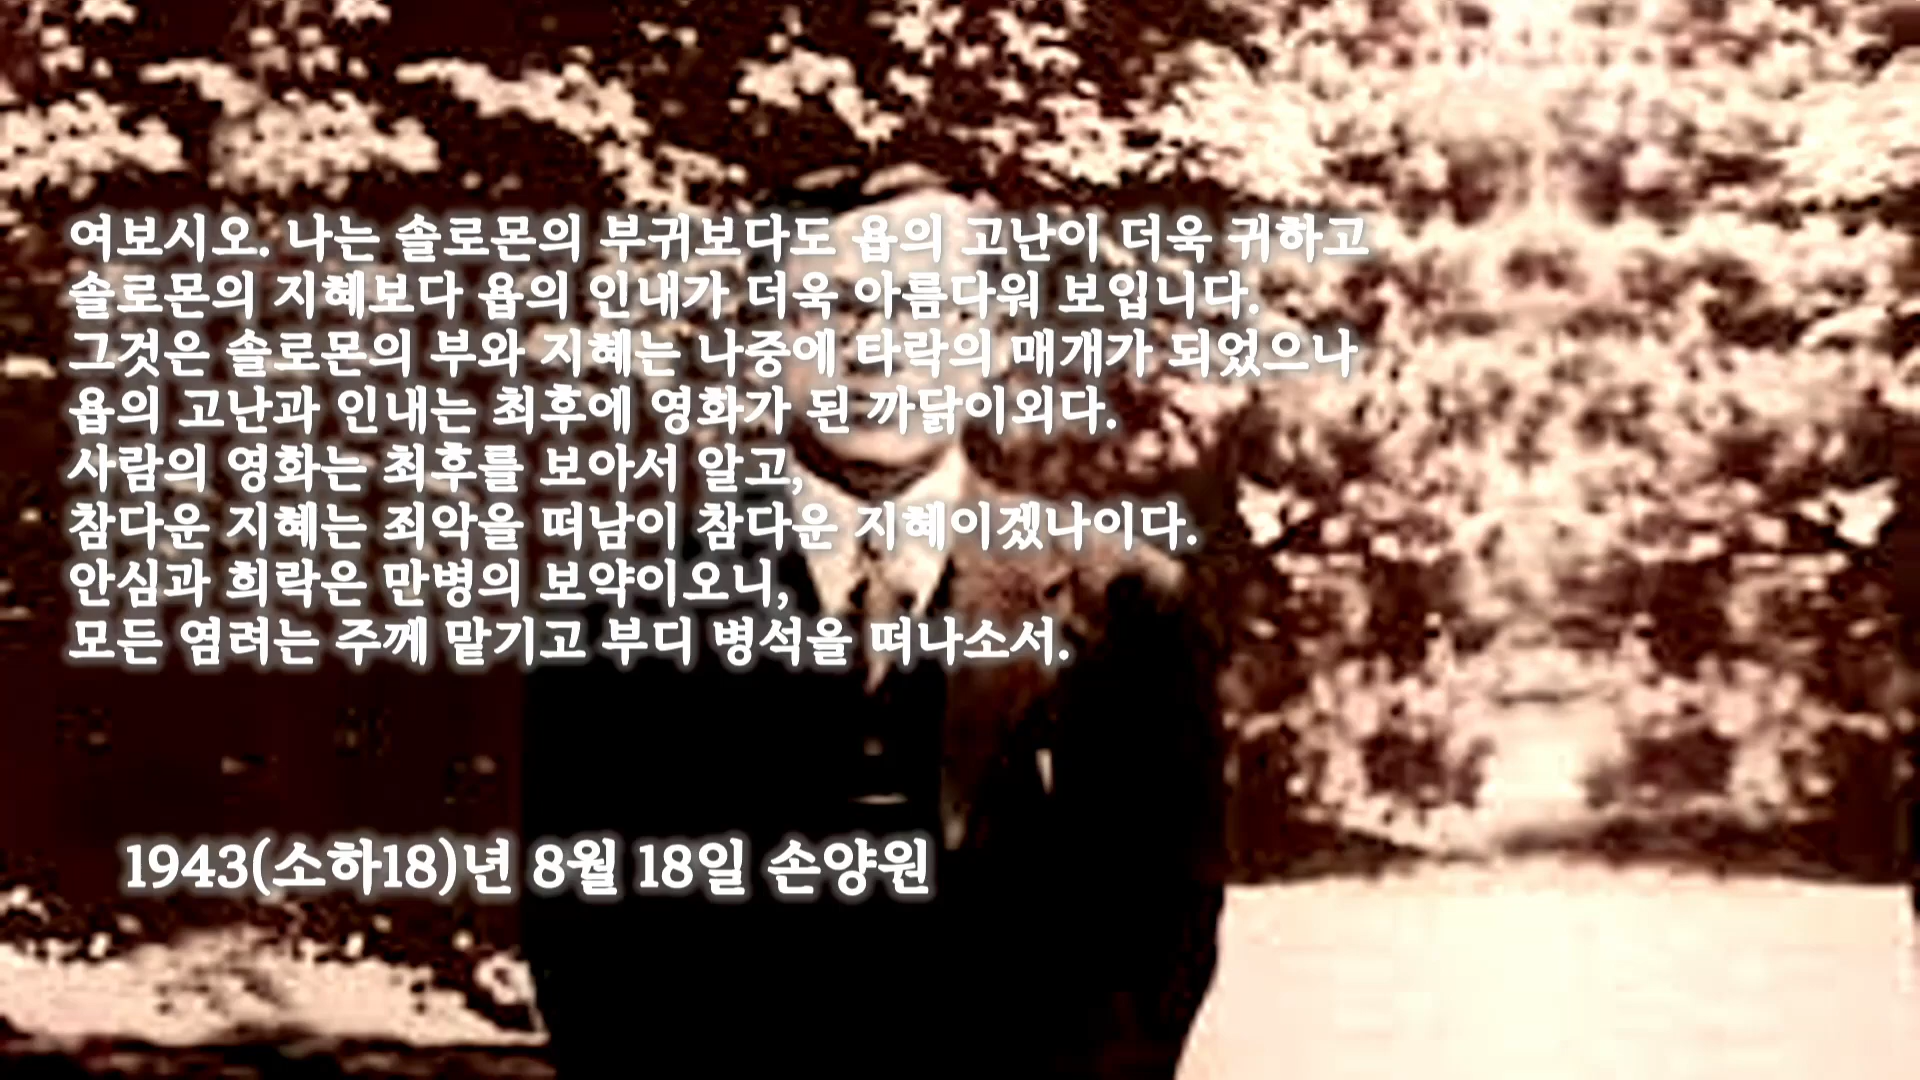 여보시오. 나는 솔로몬의 부귀보다도 욥의 고난이 더욱 귀하고
솔로몬의 지혜보다 욥의 인내가 더욱 아름다워 보입니다.
그것은 솔로몬의 부와 지혜는 나중에 타락의 매개가 되었으나
욥의 고난과 인내는 최후에 영화가 된 까닭이외다.
사람의 영화는 최후를 보아서 알고,
참다운 지혜는 죄악을 떠남이 참다운 지혜이겠나이다.
안심과 희락은 만병의 보약이오니,
모든 염려는 주께 맡기고 부디 병석을 떠나소서.
1943(소하18)년 8월 18일 손양원